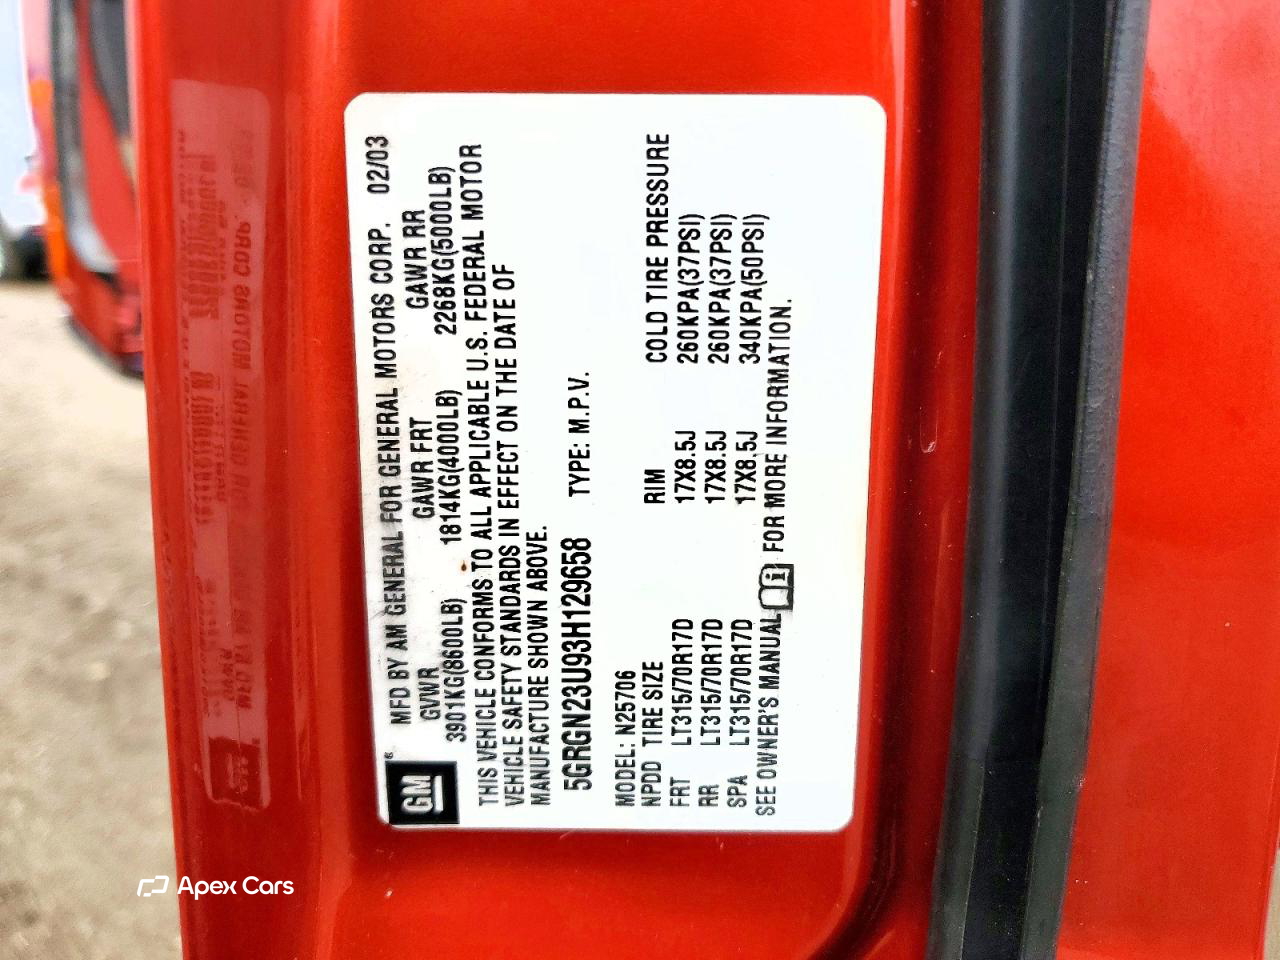 GM®
MFD BY AM GENERAL FOR GENERAL MOTORS CORP. 02/03
GVWR GAWR FRT GAWR RR
3901KG(8600LB) 1814KG(4000LB) 2268KG(5000LB)
THIS VEHICLE CONFORMS TO ALL APPLICABLE U.S. FEDERAL MOTOR
VEHICLE SAFETY STANDARDS IN EFFECT ON THE DATE OF
MANUFACTURE SHOWN ABOVE.
5GRGN23U93H129658 TYPE: M.P.V.
MODEL: N25706
NPDD TIRE SIZE RIM COLD TIRE PRESSURE
FRT LT315/70R17D 17X8.5J 260KPA(37PSI)
RR LT315/70R17D 17X8.5J 260KPA(37PSI)
SPA LT315/70R17D 17X8.5J 340KPA(50PSI)
SEE OWNER'S MANUAL FOR MORE INFORMATION.
Apex Cars